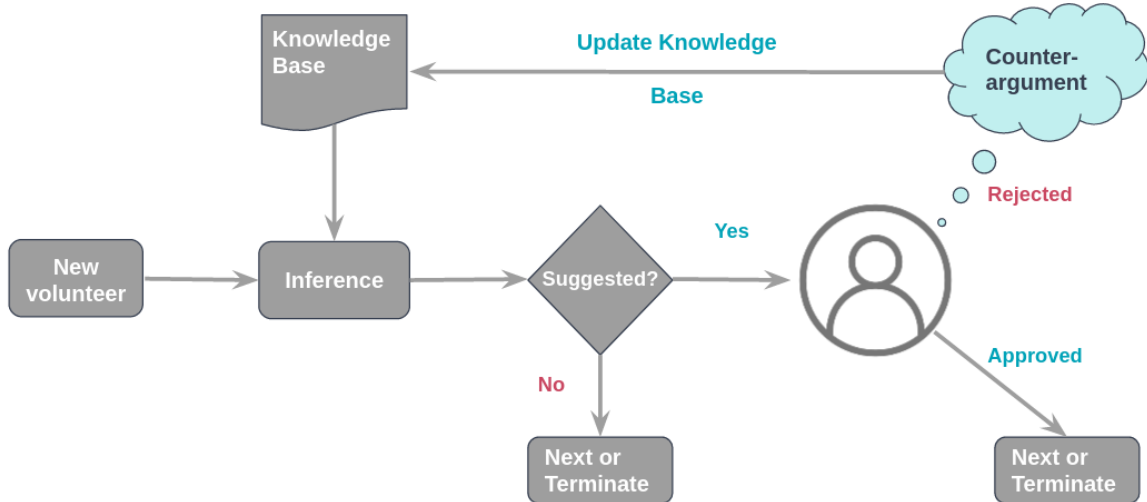 Knowledge
Base
Update Knowledge
Base
Counter-
argument
Rejected
New
volunteer
Inference
Suggested?
Yes
No
Approved
Next or
Terminate
Next or
Terminate